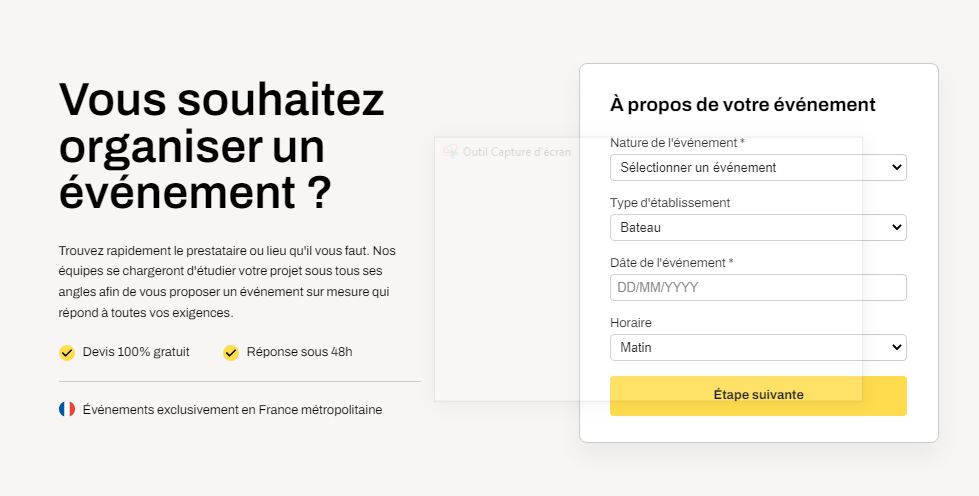 Vous souhaitez
organiser un
événement ?
Trouvez rapidement le prestataire ou lieu qu'il vous faut. Nos
équipes se chargeront d'étudier votre projet sous tous ses
angles afin de vous proposer un événement sur mesure qui
répond à toutes vos exigences.
Devis 100% gratuit
Réponse sous 48h
Événements exclusivement en France métropolitaine
Outil Capture d'écran
À propos de votre événement
Nature de l'événement *
Sélectionner un événement
Type d'établissement
Bateau
Dâte de l'événement *
DD/MM/YYYY
Horaire
Matin
Étape suivante